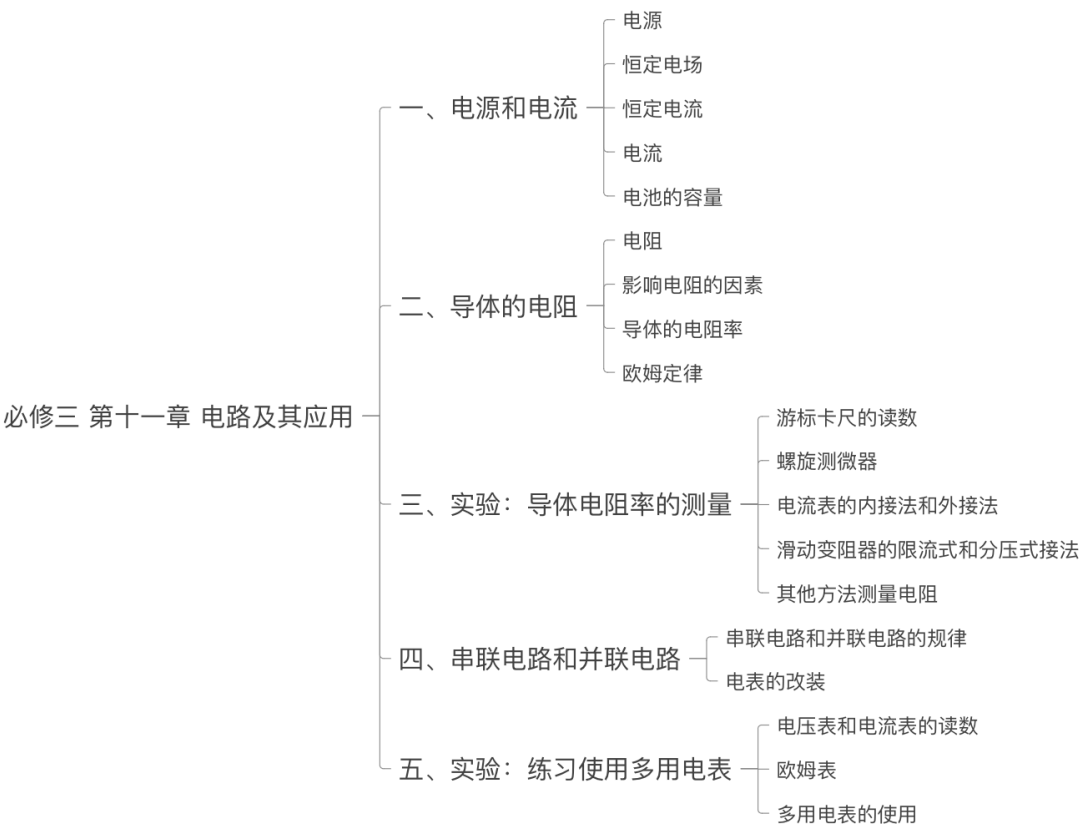 必修三 第十一章 电路及其应用
一、电源和电流
电源
恒定电场
恒定电流
电流
电池的容量
二、导体的电阻
电阻
影响电阻的因素
导体的电阻率
欧姆定律
三、实验：导体电阻率的测量
游标卡尺的读数
螺旋测微器
电流表的内接法和外接法
滑动变阻器的限流式和分压式接法
其他方法测量电阻
四、串联电路和并联电路
串联电路和并联电路的规律
电表的改装
五、实验：练习使用多用电表
电压表和电流表的读数
欧姆表
多用电表的使用